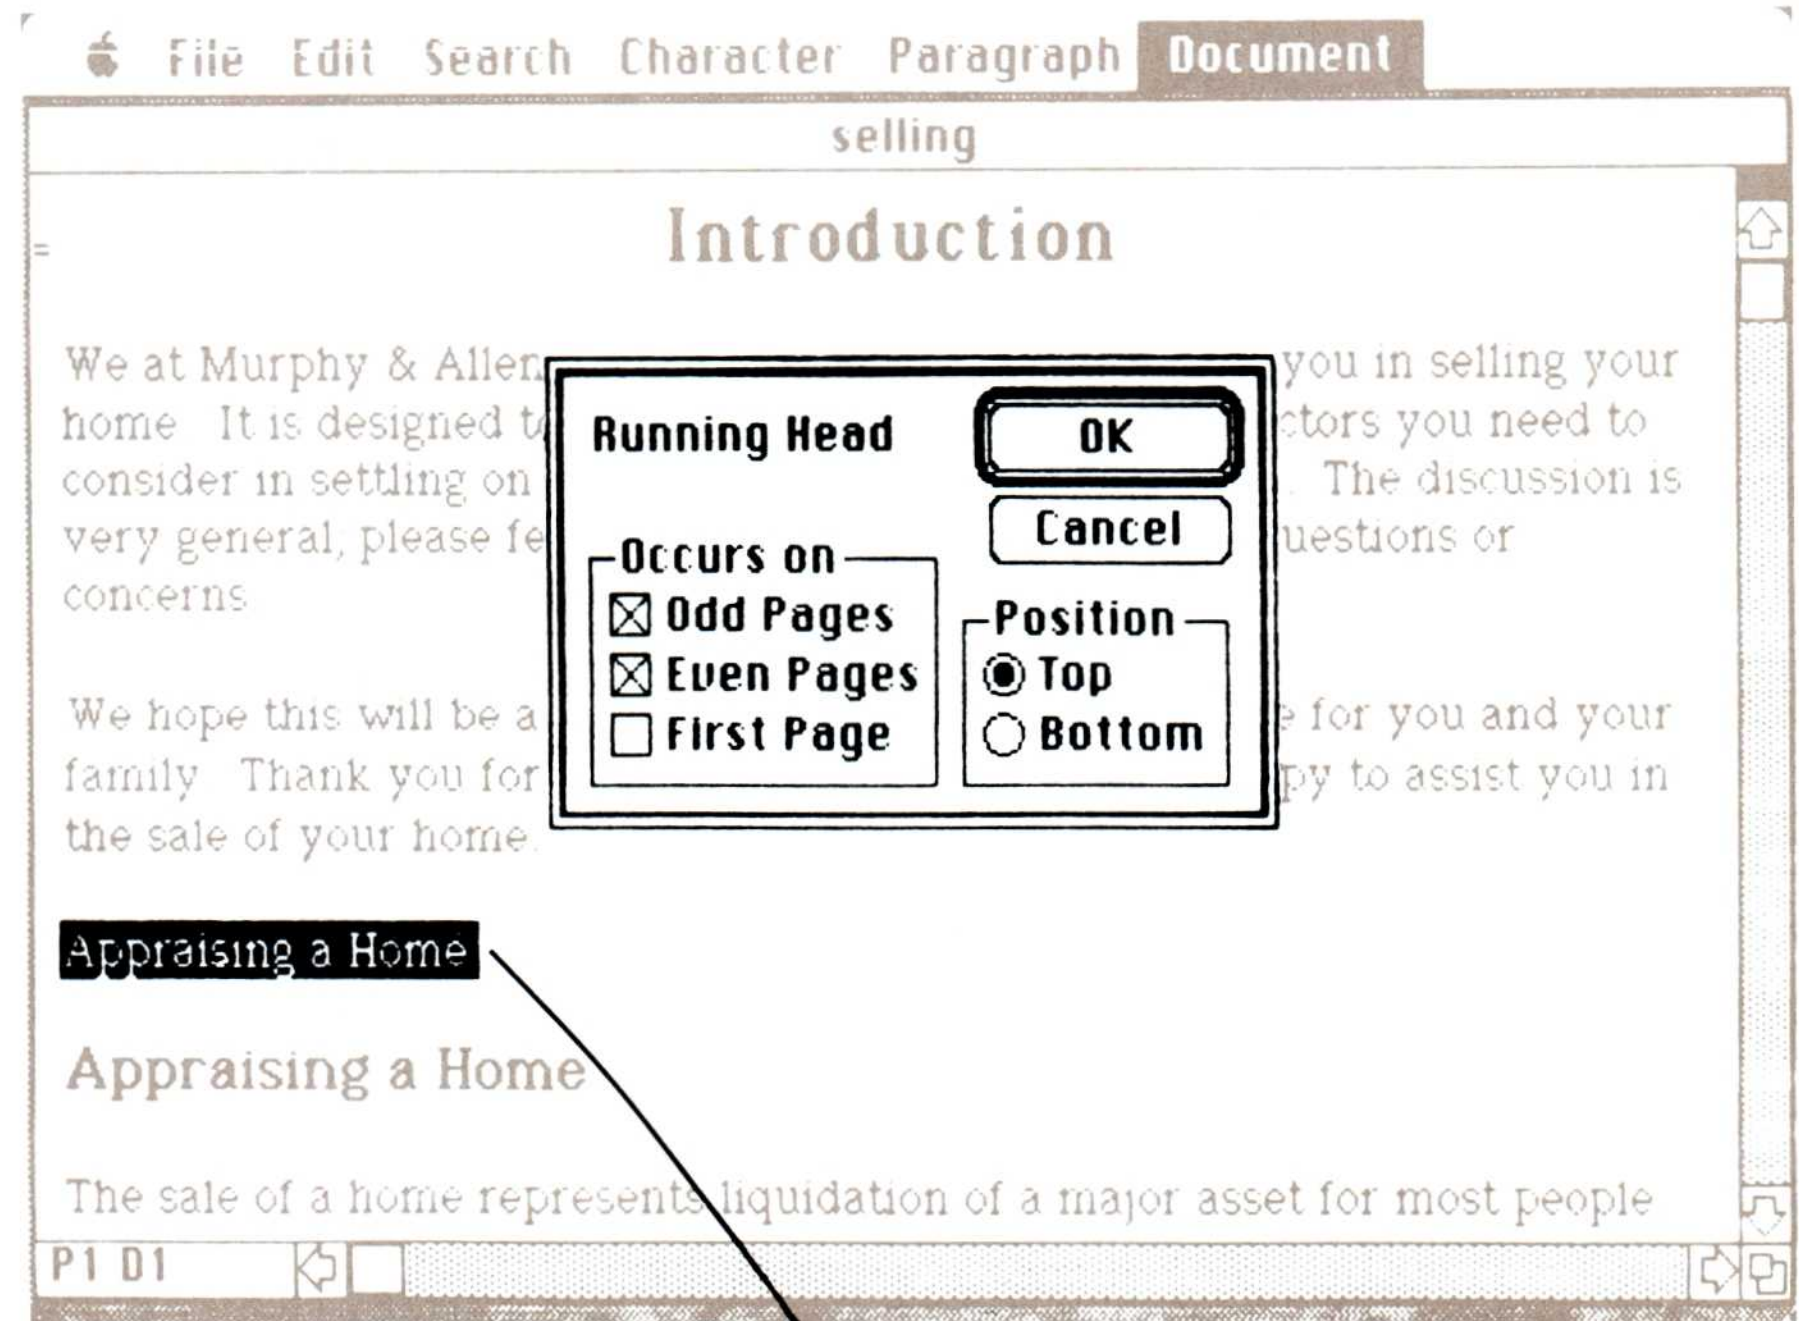 File Edit Search Character Paragraph Document
selling
Introduction
We at Murphy & Allen you in selling your
home It is designed to ctors you need to
consider in settling on The discussion is
very general, please fe uestions or
concerns
We hope this will be a e for you and your
family Thank you for py to assist you in
the sale of your home.
Running Head
OK
Cancel
Occurs on
Odd Pages
Even Pages
First Page
Position
Top
Bottom
Appraising a Home
Appraising a Home
The sale of a home represents liquidation of a major asset for most people
P1 D1